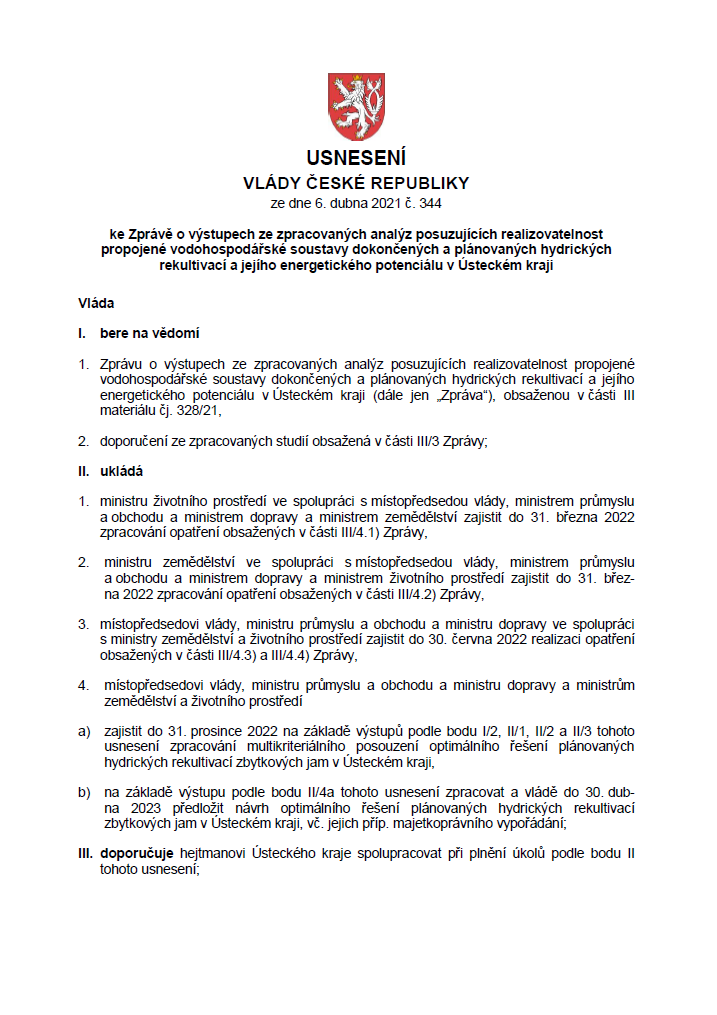 USNESENÍ
VLÁDY ČESKÉ REPUBLIKY
ze dne 6. dubna 2021 č. 344
ke Zprávě o výstupech ze zpracovaných analýz posuzujících realizovatelnost
propojené vodohospodářské soustavy dokončených a plánovaných hydrických
rekultivací a jejího energetického potenciálu v Ústeckém kraji
Vláda
I. bere na vědomí
1. Zprávu o výstupech ze zpracovaných analýz posuzujících realizovatelnost propojené
vodohospodářské soustavy dokončených a plánovaných hydrických rekultivací a jejího
energetického potenciálu v Ústeckém kraji (dále jen „Zpráva“), obsaženou v části III
materiálu čj. 328/21,
2. doporučení ze zpracovaných studií obsažená v části III/3 Zprávy;
II. ukládá
1. ministru životního prostředí ve spolupráci s místopředsedou vlády, ministrem průmyslu
a obchodu a ministrem dopravy a ministrem zemědělství zajistit do 31. března 2022
zpracování opatření obsažených v části III/4.1) Zprávy,
2. ministru zemědělství ve spolupráci s místopředsedou vlády, ministrem průmyslu
a obchodu a ministrem dopravy a ministrem životního prostředí zajistit do 31. břez-
na 2022 zpracování opatření obsažených v části III/4.2) Zprávy,
3. místopředsedovi vlády, ministru průmyslu a obchodu a ministru dopravy ve spolupráci
s ministry zemědělství a životního prostředí zajistit do 30. června 2022 realizaci opatření
obsažených v části III/4.3) a III/4.4) Zprávy,
4. místopředsedovi vlády, ministru průmyslu a obchodu a ministru dopravy a ministrům
zemědělství a životního prostředí
a) zajistit do 31. prosince 2022 na základě výstupů podle bodu I/2, II/1, II/2 a II/3 tohoto
usnesení zpracování multikriteriálního posouzení optimálního řešení plánovaných
hydrických rekultivací zbytkových jam v Ústeckém kraji,
b) na základě výstupu podle bodu II/4a tohoto usnesení zpracovat a vládě do 30. dub-
na 2023 předložit návrh optimálního řešení plánovaných hydrických rekultivací
zbytkových jam v Ústeckém kraji, vč. jejich příp. majetkoprávního vypořádání;
III. doporučuje hejtmanovi Ústeckého kraje spolupracovat při plnění úkolů podle bodu II
tohoto usnesení;